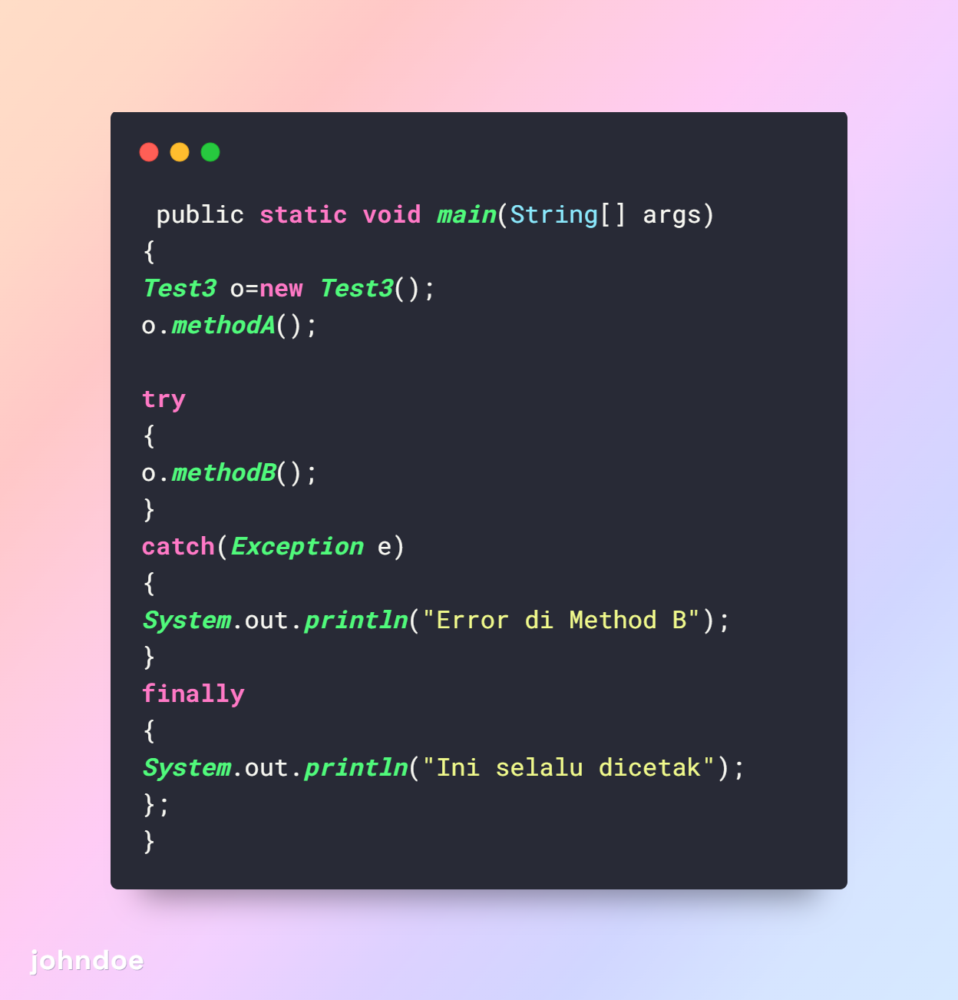 public static void main(String[] args)
{
Test3 o=new Test3();
o.methodA();

try
{
o.methodB();
}
catch(Exception e)
{
System.out.println("Error di Method B");
}
finally
{
System.out.println("Ini selalu dicetak");
};
}
johndoe